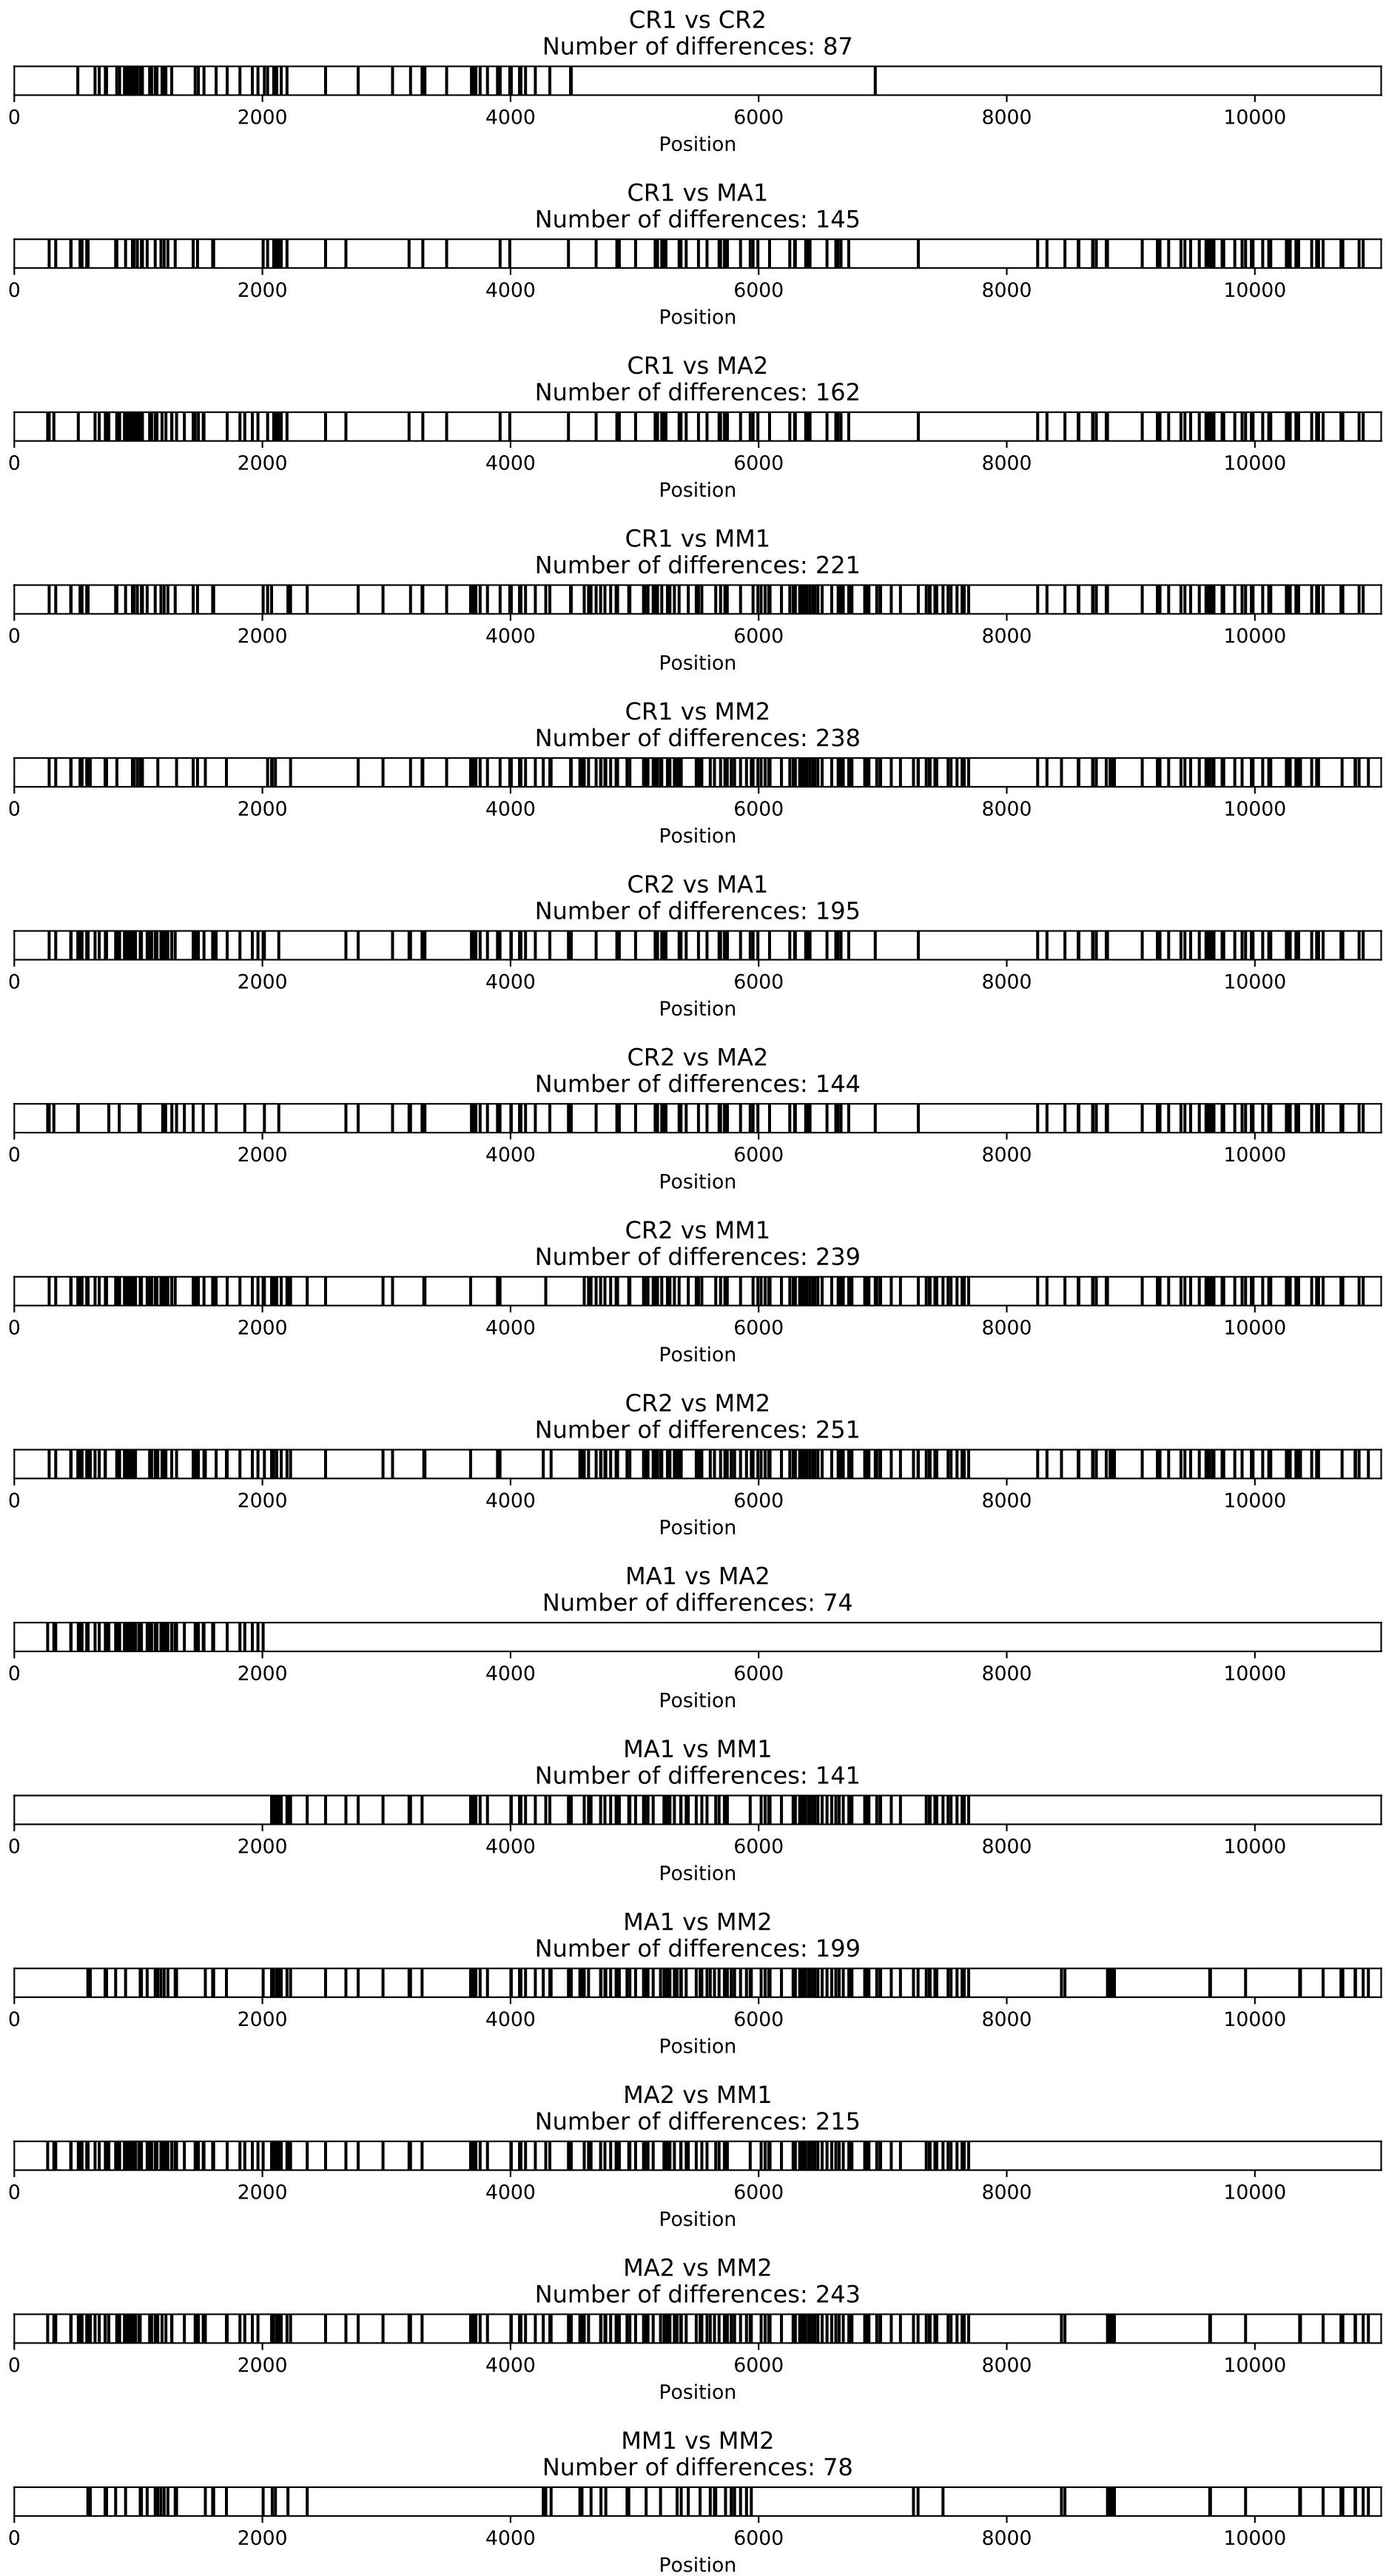 CR1 vs CR2
Number of differences: 87
0 2000 4000 6000 8000 10000
Position
CR1 vs MA1
Number of differences: 145
0 2000 4000 6000 8000 10000
Position
CR1 vs MA2
Number of differences: 162
0 2000 4000 6000 8000 10000
Position
CR1 vs MM1
Number of differences: 221
0 2000 4000 6000 8000 10000
Position
CR1 vs MM2
Number of differences: 238
0 2000 4000 6000 8000 10000
Position
CR2 vs MA1
Number of differences: 195
0 2000 4000 6000 8000 10000
Position
CR2 vs MA2
Number of differences: 144
0 2000 4000 6000 8000 10000
Position
CR2 vs MM1
Number of differences: 239
0 2000 4000 6000 8000 10000
Position
CR2 vs MM2
Number of differences: 251
0 2000 4000 6000 8000 10000
Position
MA1 vs MA2
Number of differences: 74
0 2000 4000 6000 8000 10000
Position
MA1 vs MM1
Number of differences: 141
0 2000 4000 6000 8000 10000
Position
MA1 vs MM2
Number of differences: 199
0 2000 4000 6000 8000 10000
Position
MA2 vs MM1
Number of differences: 215
0 2000 4000 6000 8000 10000
Position
MA2 vs MM2
Number of differences: 243
0 2000 4000 6000 8000 10000
Position
MM1 vs MM2
Number of differences: 78
0 2000 4000 6000 8000 10000
Position